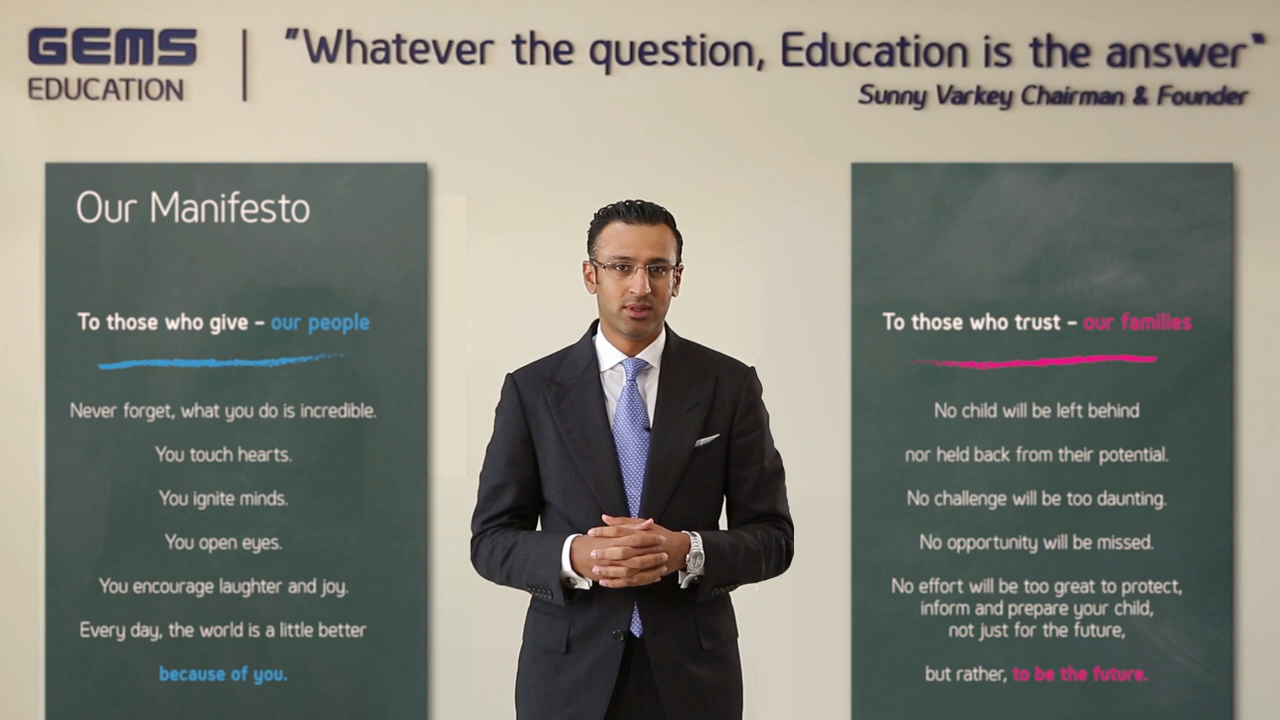 GEMS
EDUCATION
"Whatever the question, Education is the answer"
Sunny Varkey Chairman & Founder
Our Manifesto
To those who give – our people
Never forget, what you do is incredible.
You touch hearts.
You ignite minds.
You open eyes.
You encourage laughter and joy.
Every day, the world is a little better
because of you.
To those who trust – our families
No child will be left behind
nor held back from their potential.
No challenge will be too daunting.
No opportunity will be missed.
No effort will be too great to protect,
inform and prepare your child,
not just for the future,
but rather, to be the future.